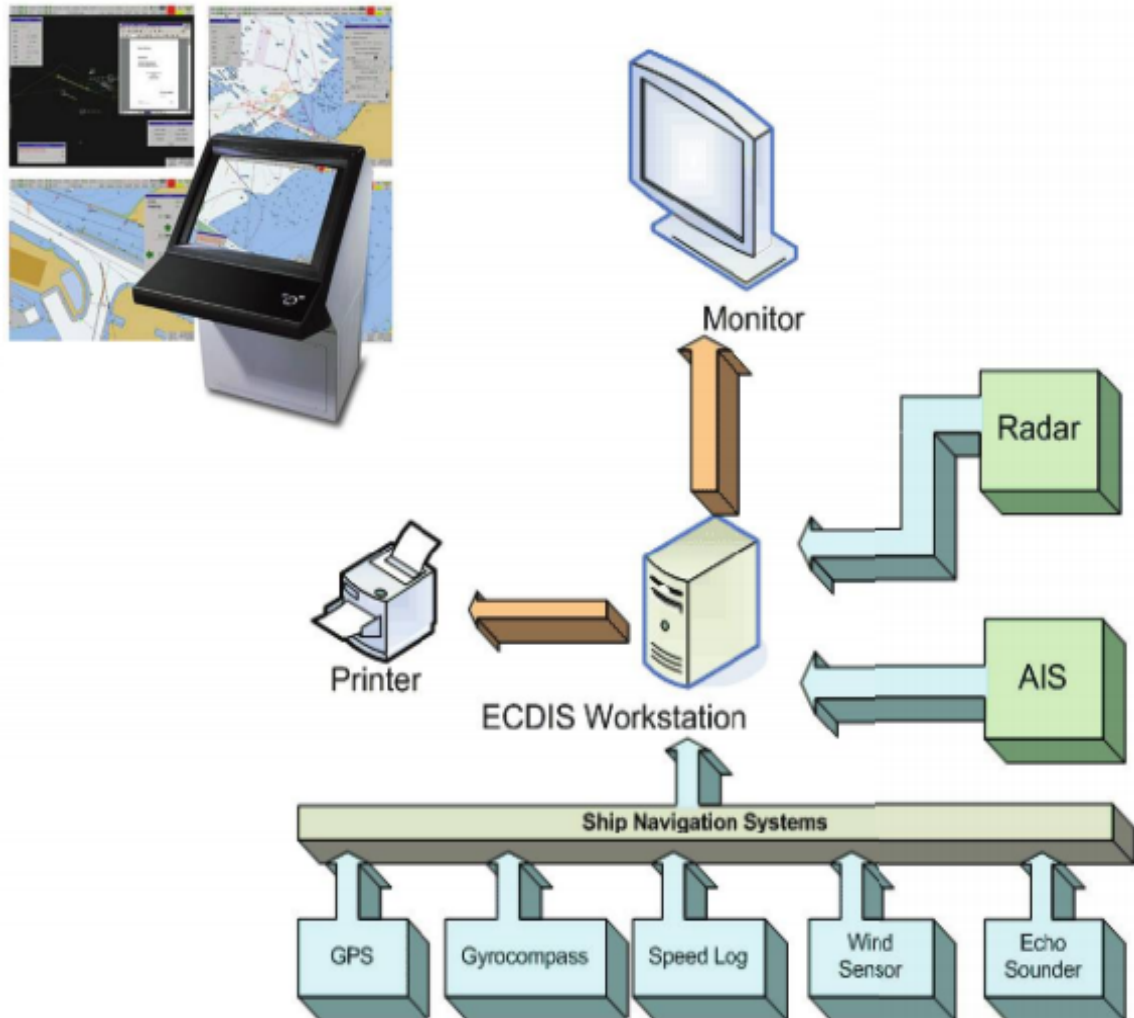 Monitor
Radar
Printer
AIS
ECDIS Workstation
Ship Navigation Systems
GPS
Gyrocompass
Speed Log
Wind
Sensor
Echo
Sounder